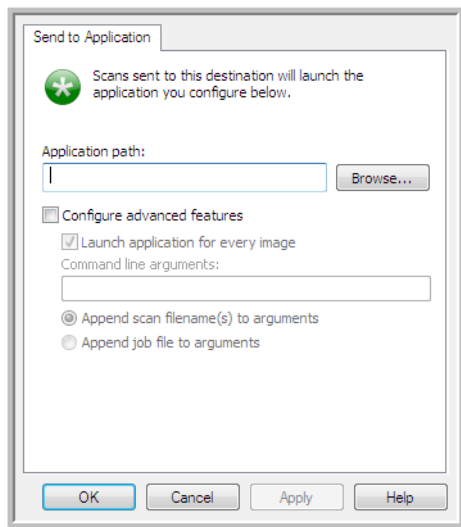 Send to Application
Scans sent to this destination will launch the
application you configure below.
Application path:
Browse...
Configure advanced features
Launch application for every image
Command line arguments:
Append scan filename(s) to arguments
Append job file to arguments
OK Cancel Apply Help